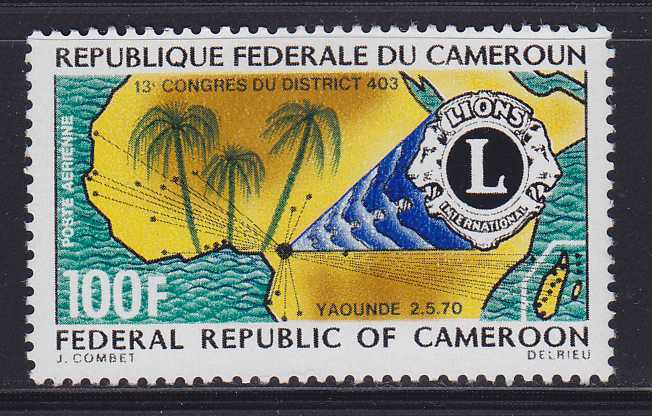 REPUBLIQUE FEDERALE DU CAMEROUN
13e CONGRES DU DISTRICT 403
POSTE AERIENNE
LIONS
L
INTERNATIONAL
100F
YAOUNDE 2.5.70
FEDERAL REPUBLIC OF CAMEROON
J. COMBET
DELRIEU